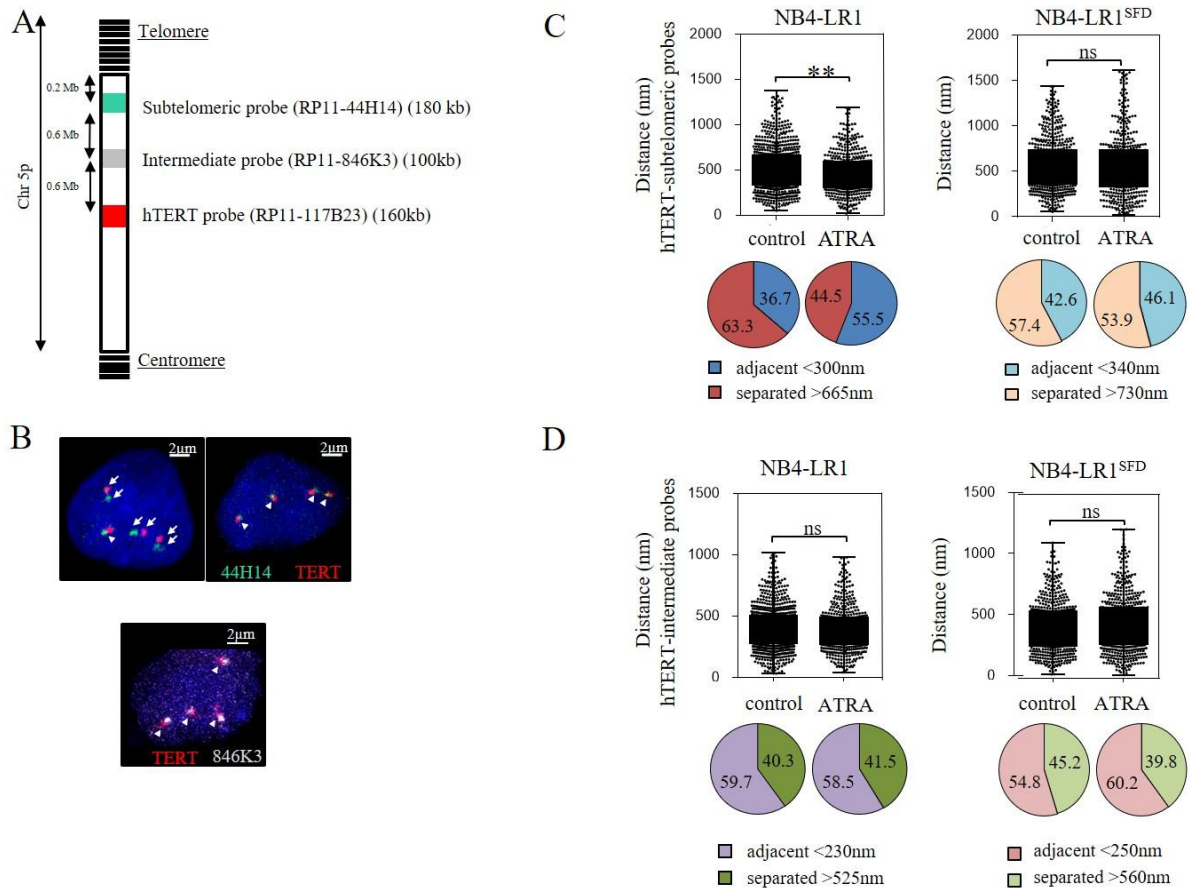 A
Telomere
Chr 5p
0.2 Mb
Subtelomeric probe (RP11-44H14) (180 kb)
0.6 Mb
Intermediate probe (RP11-846K3) (100kb)
0.6 Mb
hTERT probe (RP11-117B23) (160kb)
Centromere
B
2µm
2µm
44H14
TERT
2µm
TERT
846K3
C
NB4-LR1
Distance (nm)
hTERT-subtelomeric probes
2000
1500
1000
500
0
**
control
ATRA
36.7
63.3
44.5
55.5
adjacent <300nm
separated >665nm
NB4-LR1SFD
Distance (nm)
2000
1500
1000
500
0
ns
control
ATRA
42.6
57.4
46.1
53.9
adjacent <340nm
separated >730nm
D
NB4-LR1
Distance (nm)
hTERT-intermediate probes
1500
1000
500
0
ns
control
ATRA
40.3
59.7
41.5
58.5
adjacent <230nm
separated >525nm
NB4-LR1SFD
Distance (nm)
1500
1000
500
0
ns
control
ATRA
45.2
54.8
39.8
60.2
adjacent <250nm
separated >560nm